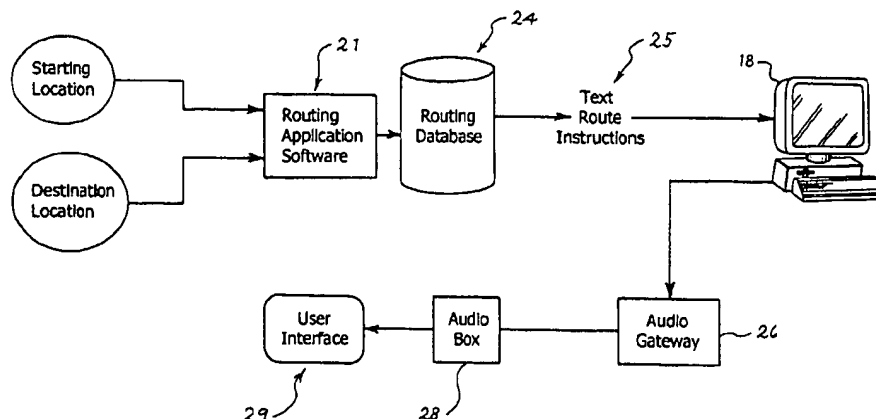 Starting
Location
21
Routing
Application
Software
24
Routing
Database
25
Text
Route
Instructions
18
Destination
Location
User
Interface
29
Audio
Box
28
Audio
Gateway
26